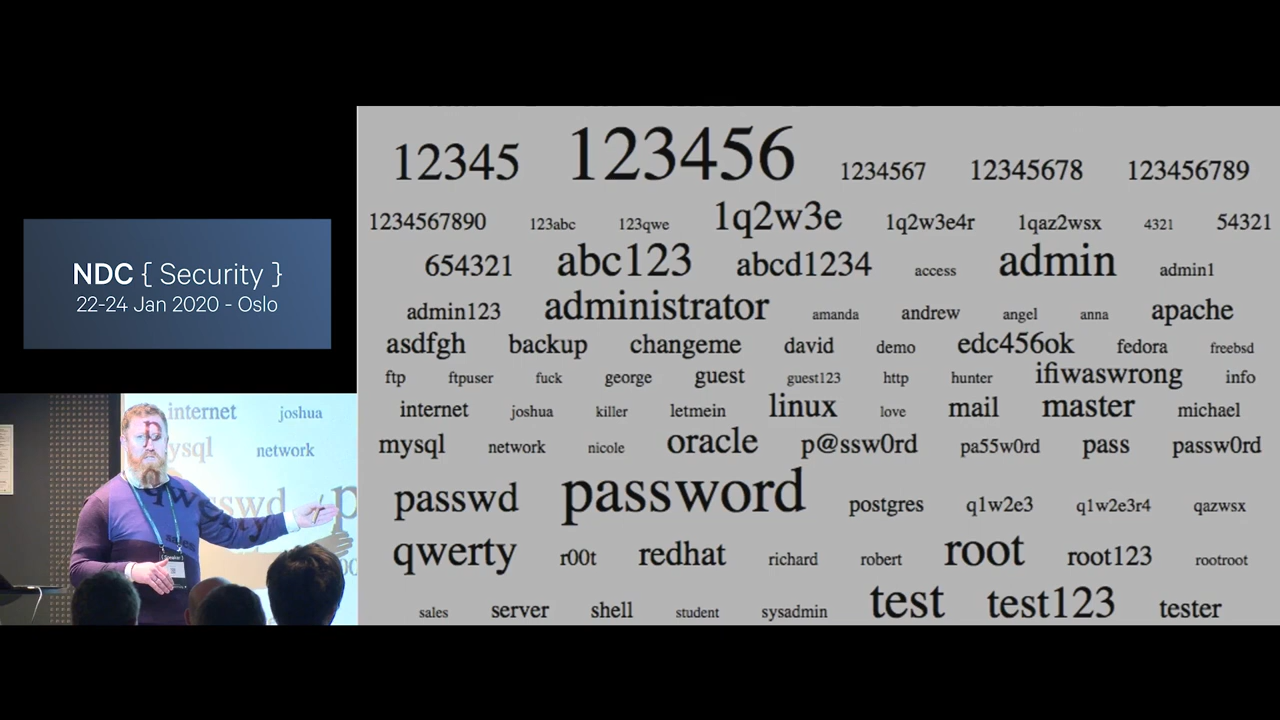 NDC { Security }
22-24 Jan 2020 - Oslo
internet joshua
ysql network
12345 123456 1234567 12345678 123456789
1234567890 123abc 123qwe 1q2w3e 1q2w3e4r 1qaz2wsx 4321 54321
654321 abc123 abcd1234 access admin admin1
admin123 administrator amanda andrew angel anna apache
asdfgh backup changeme david demo edc456ok fedora freebsd
ftp ftpuser fuck george guest guest123 http hunter ifiwaswrong info
internet joshua killer letmein linux love mail master michael
mysql network nicole oracle p@ssw0rd pa55w0rd pass passw0rd
passwd password postgres q1w2e3 q1w2e3r4 qazwsx
qwerty r00t redhat richard robert root root123 rootroot
sales server shell student sysadmin test test123 tester